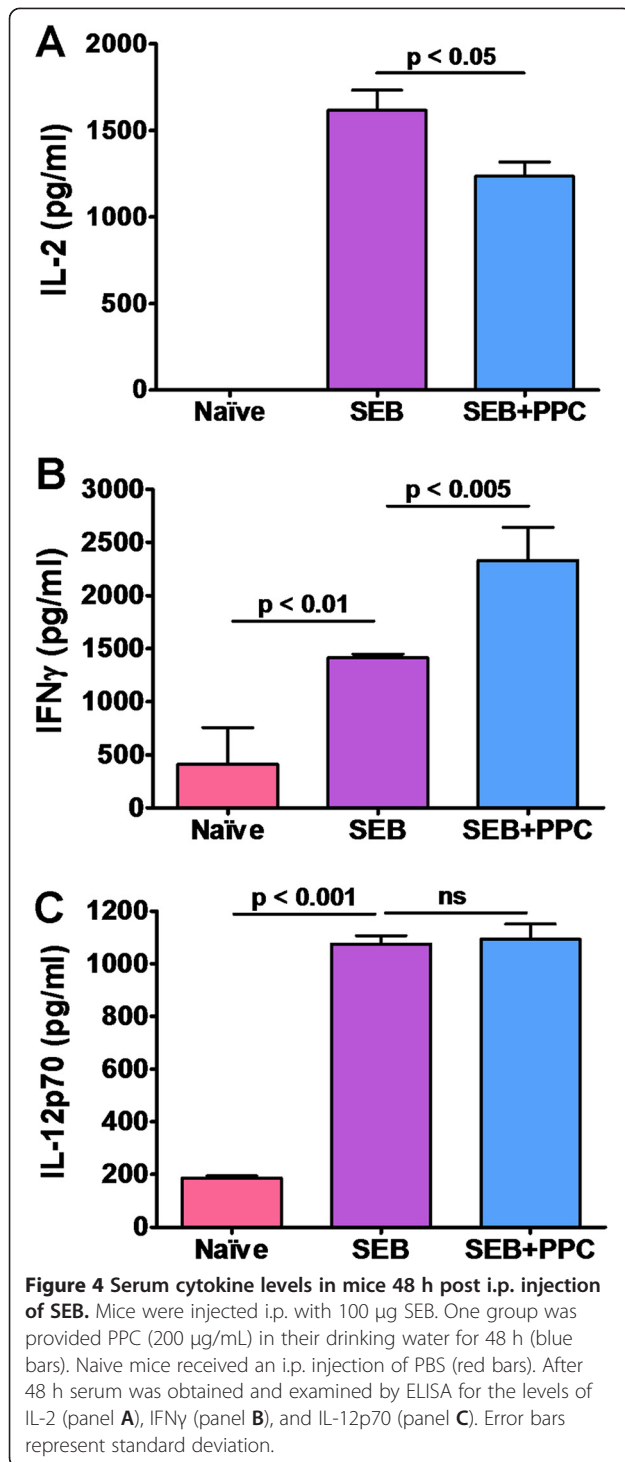 A
p < 0.05
IL-2 (pg/ml)
2000
1500
1000
500
0
Naïve SEB SEB+PPC
B
p < 0.005
p < 0.01
IFNγ (pg/ml)
3000
2500
2000
1500
1000
500
0
Naïve SEB SEB+PPC
C
p < 0.001 ns
IL-12p70 (pg/ml)
1200
1000
800
600
400
200
0
Naïve SEB SEB+PPC
Figure 4 Serum cytokine levels in mice 48 h post i.p. injection
of SEB. Mice were injected i.p. with 100 μg SEB. One group was
provided PPC (200 μg/mL) in their drinking water for 48 h (blue
bars). Naive mice received an i.p. injection of PBS (red bars). After
48 h serum was obtained and examined by ELISA for the levels of
IL-2 (panel A), IFNγ (panel B), and IL-12p70 (panel C). Error bars
represent standard deviation.